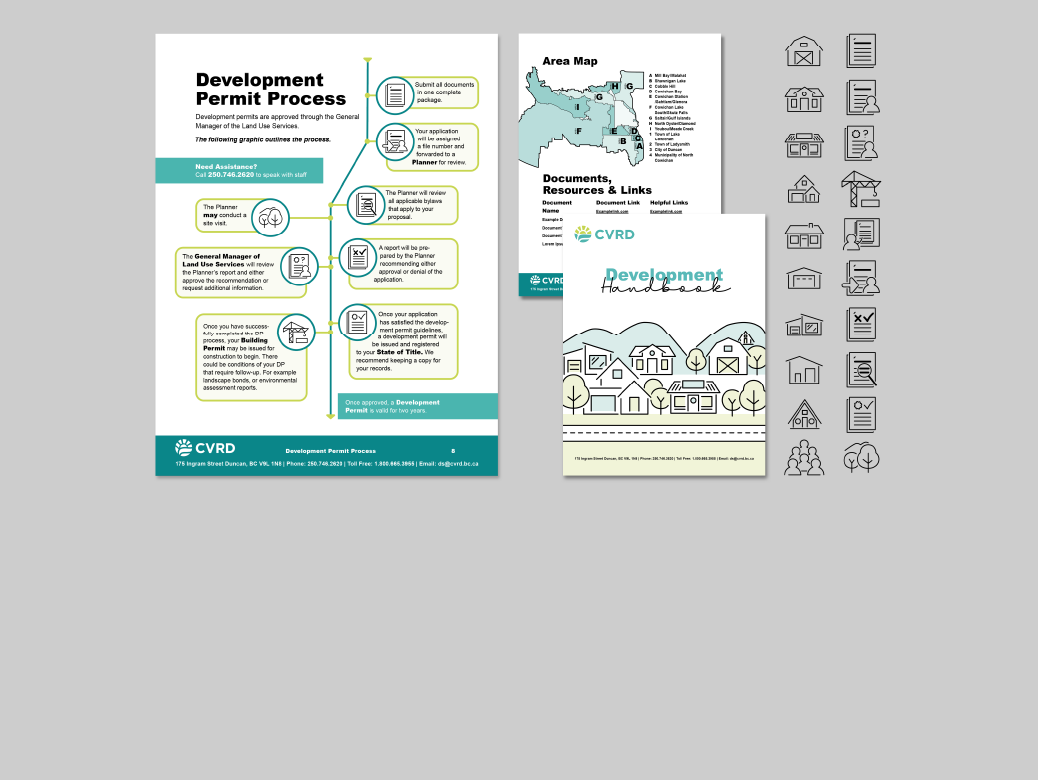 Development
Permit Process
Development permits are approved through the General
Manager of the Land Use Services.
The following graphic outlines the process.
Need Assistance?
Call 250.746.2620 to speak with staff
Submit all documents
in one complete
package.
Your application
will be assigned
a file number and
forwarded to a
Planner for review.
The Planner will review
all applicable bylaws
that apply to your
proposal.
The Planner
may conduct a
site visit.
A report will be pre-
pared by the Planner
recommending either
approval or denial of the
application.
The General Manager of
Land Use Services will review
the Planner's report and either
approve the recommendation or
request additional information.
Once your application
has satisfied the develop-
ment permit guidelines,
a development permit will
be issued and registered
to your State of Title. We
recommend keeping a copy for
your records.
Once you have success-
fully completed the DP
process, your Building
Permit may be issued for
construction to begin. There
could be conditions of your DP
that require follow-up. For example
landscape bonds, or environmental
assessment reports.
Once approved, a Development
Permit is valid for two years.
CVRD
Development Permit Process 8
175 Ingram Street Duncan, BC V9L 1N8 | Phone: 250.746.2620 | Toll Free: 1.800.665.3955 | Email: ds@cvrd.bc.ca
Area Map
H G
G
I
F
E D
C
B
A
A Mill Bay/Malahat
B Shawnigan Lake
C Cobble Hill
D Cowichan Bay
E Cowichan Station
/Sahtlam/Glenora
F Cowichan Lake
South/Skutz Falls
G Saltair/Gulf Islands
H North Oyster/Diamond
I Youbou/Meade Creek
1 Town of Lake
Cowichan
2 Town of Ladysmith
3 City of Duncan
4 Municipality of North
Cowichan
Documents,
Resources & Links
Document
Name
Document Link
Helpful Links
Examplelink.com
Examplelink.com
Document
Document
Lorem
CVRD
175 Ingram Street
CVRD
Development
Handbook
175 Ingram Street Duncan, BC V9L 1N8 | Phone: 250.746.2620 | Toll Free: 1.800.665.3955 | Email: ds@cvrd.bc.ca